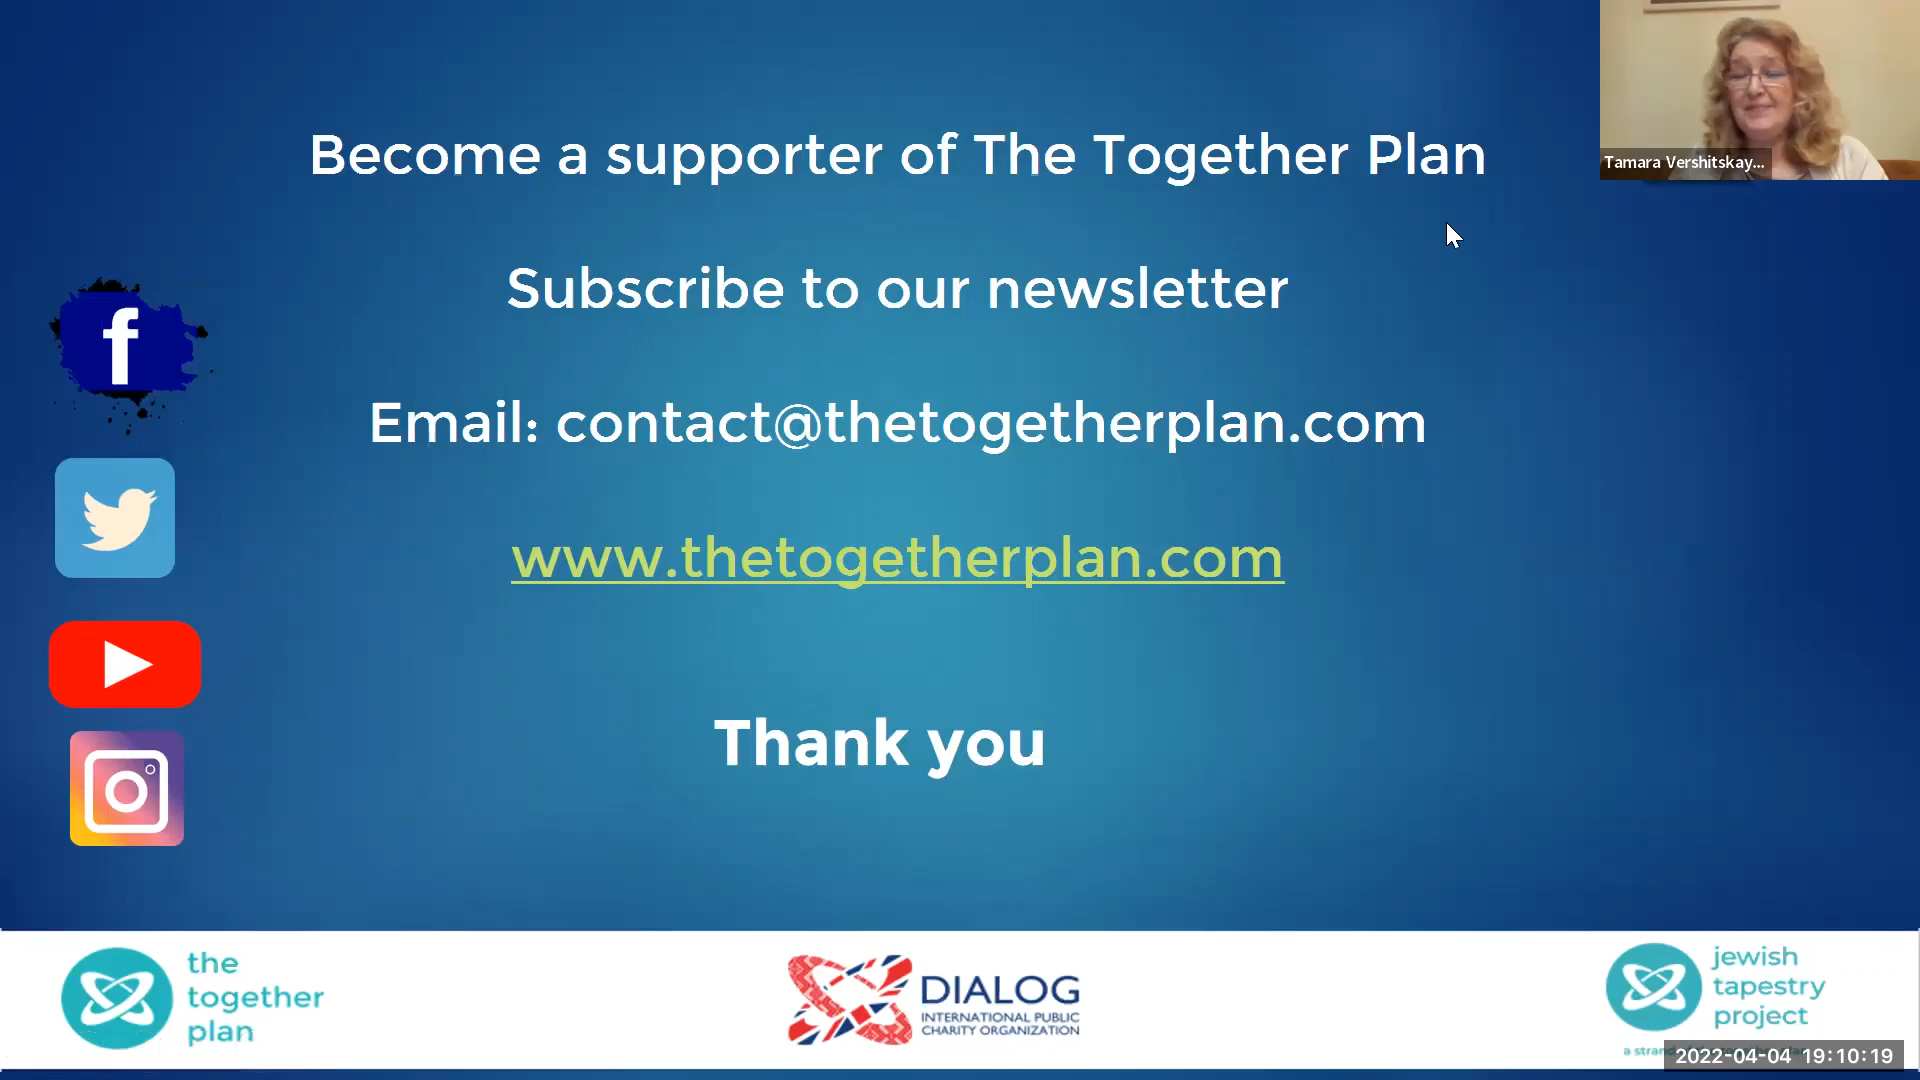 Become a supporter of The Together Plan
Tamara Vershitskay...
Subscribe to our newsletter
Email: contact@thetogetherplan.com
www.thetogetherplan.com
Thank you
the
together
plan
DIALOG
INTERNATIONAL PUBLIC
CHARITY ORGANIZATION
jewish
tapestry
project
a strand
2022-04-04 19:10:19